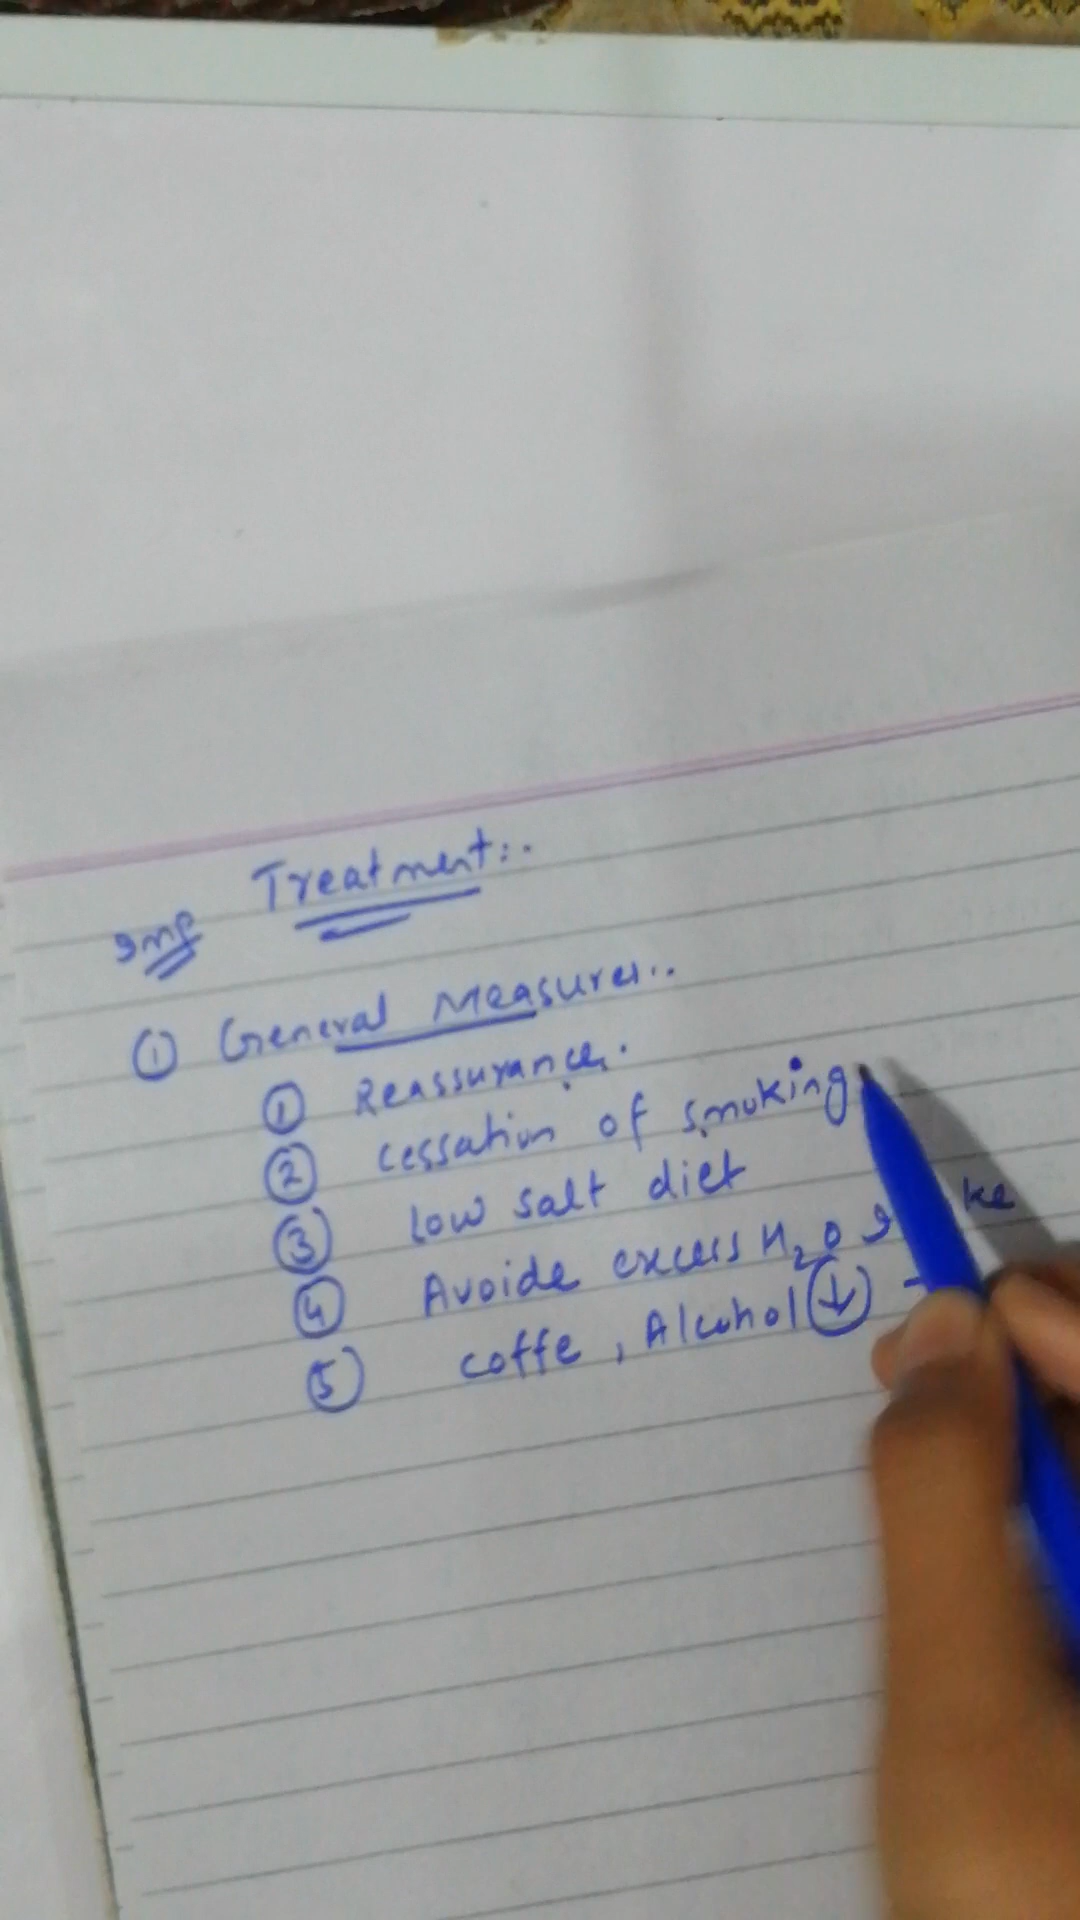 Treatment:.
Imp
① General Measures:.
① Reassurance.
② cessation of smoking
③ low salt diet
④ Avoide excess H₂O
⑤ coffe, Alcohol ↓ -